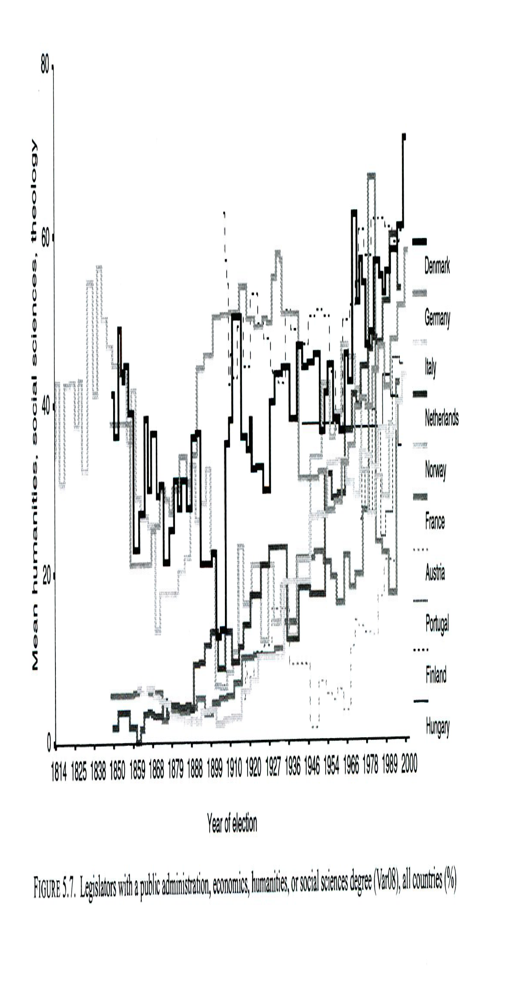 Mean humanities, social sciences, theology
80
60
40
20
0
1814 1825 1838 1850 1859 1868 1879 1888 1899 1910 1920 1927 1936 1946 1954 1966 1978 1989 2000
Year of election
Denmark
Germany
Italy
Netherlands
Norway
France
Austria
Portugal
Finland
Hungary
FIGURE 5.7. Legislators with a public administration, economics, humanities, or social sciences degree (Var08), all countries (%)